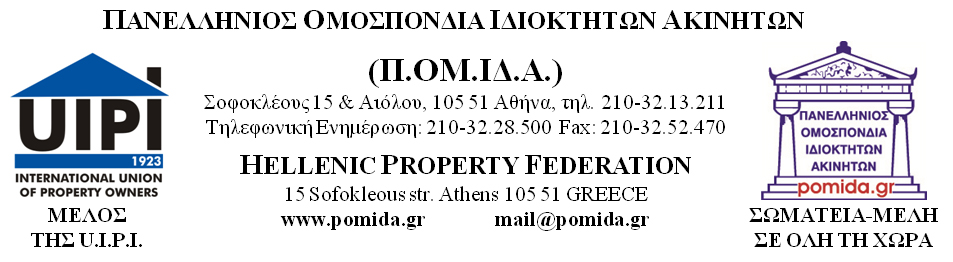 ΠΑΝΕΛΛΗΝΙΟΣ ΟΜΟΣΠΟΝΔΙΑ ΙΔΙΟΚΤΗΤΩΝ ΑΚΙΝΗΤΩΝ
(Π.ΟΜ.ΙΔ.Α.)
Σοφοκλέους 15 & Αιόλου, 105 51 Αθήνα, τηλ. 210-32.13.211
Τηλεφωνική Ενημέρωση: 210-32.28.500 Fax: 210-32.52.470
HELLENIC PROPERTY FEDERATION
15 Sofokleous str. Athens 105 51 GREECE
www.pomida.gr mail@pomida.gr
UIPI
1923
INTERNATIONAL UNION
OF PROPERTY OWNERS
ΜΕΛΟΣ
ΤΗΣ U.I.P.I.
ΠΑΝΕΛΛΗΝΙΟΣ
ΟΜΟΣΠΟΝΔΙΑ
ΙΔΙΟΚΤΗΤΩΝ
ΑΚΙΝΗΤΩΝ
pomida.gr
ΣΩΜΑΤΕΙΑ-ΜΕΛΗ
ΣΕ ΟΛΗ ΤΗ ΧΩΡΑ